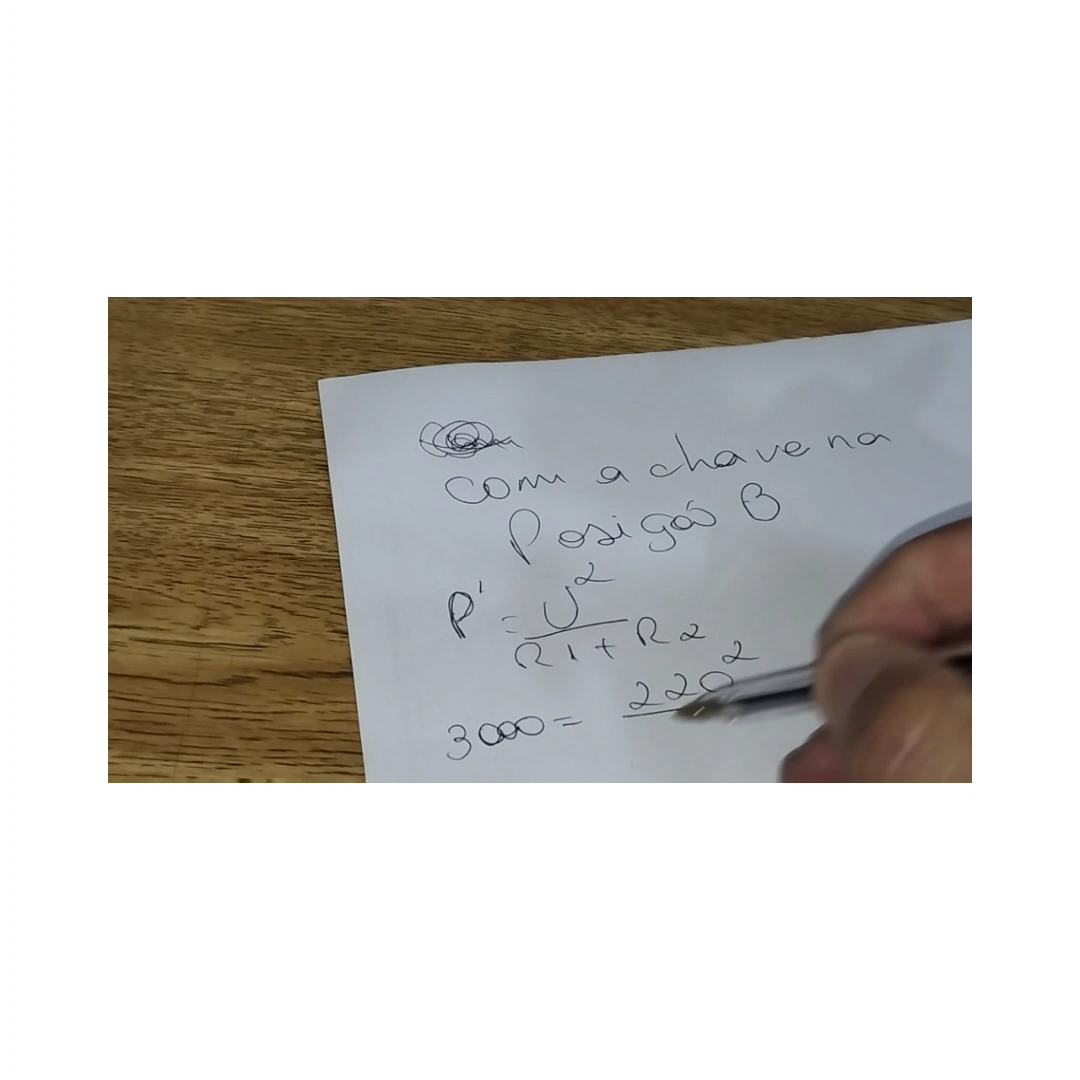 com a chave na
Posição B
P' = U²
R1 + R2
3000 = 220²